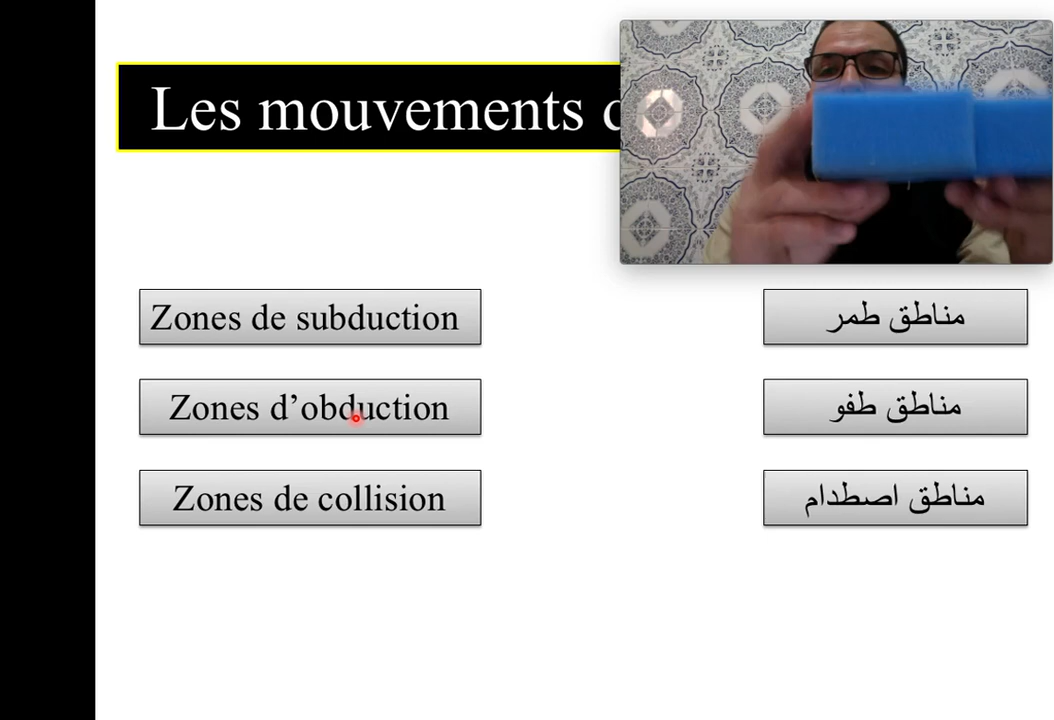 Les mouvements
Zones de subduction
مناطق طمر
Zones d’obduction
مناطق طفو
Zones de collision
مناطق اصطدام